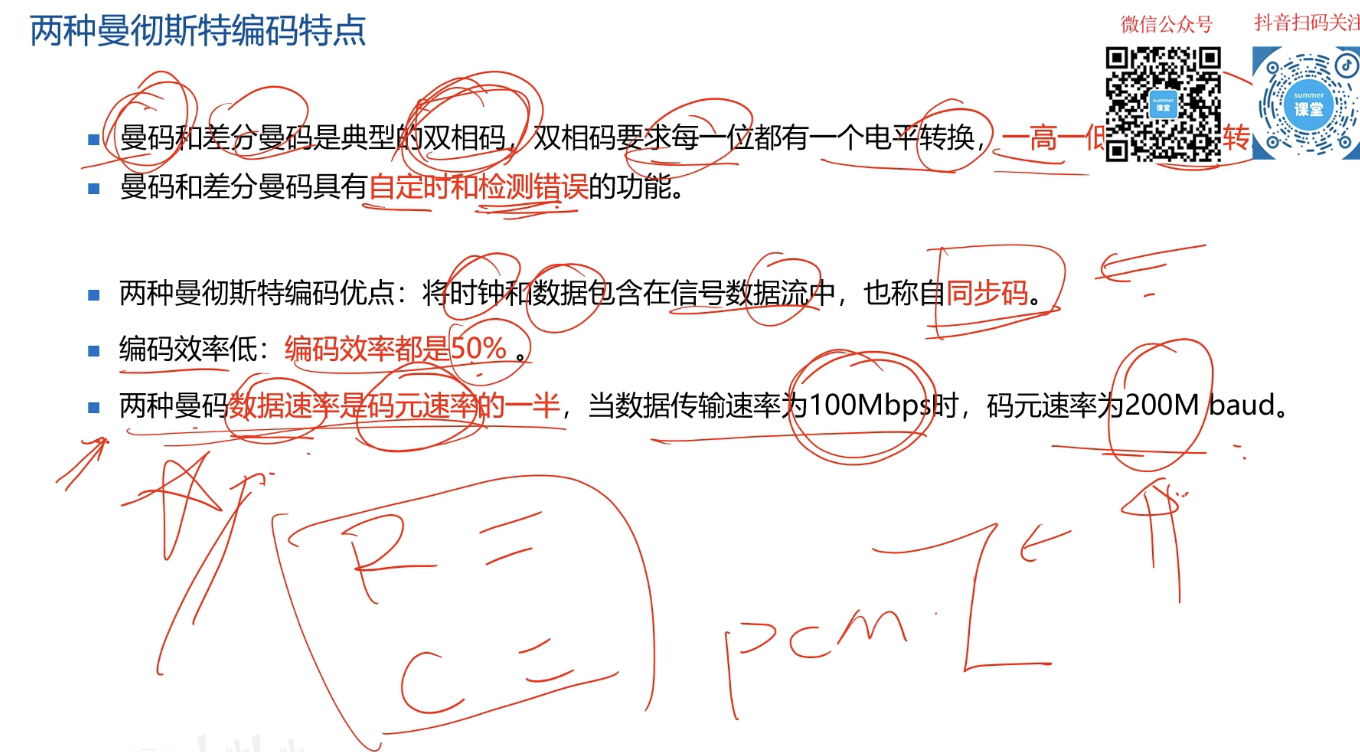 两种曼彻斯特编码特点
微信公众号
抖音扫码关注
曼码和差分曼码是典型的双相码，双相码要求每一位都有一个电平转换，一高一低 转
summer
课堂
summer
课堂
曼码和差分曼码具有自定时和检测错误的功能。
两种曼彻斯特编码优点：将时钟和数据包含在信号数据流中，也称自同步码。
编码效率低：编码效率都是50% 。
两种曼码数据速率是码元速率的一半，当数据传输速率为100Mbps时，码元速率为200M baud。
R =
C =
pcm